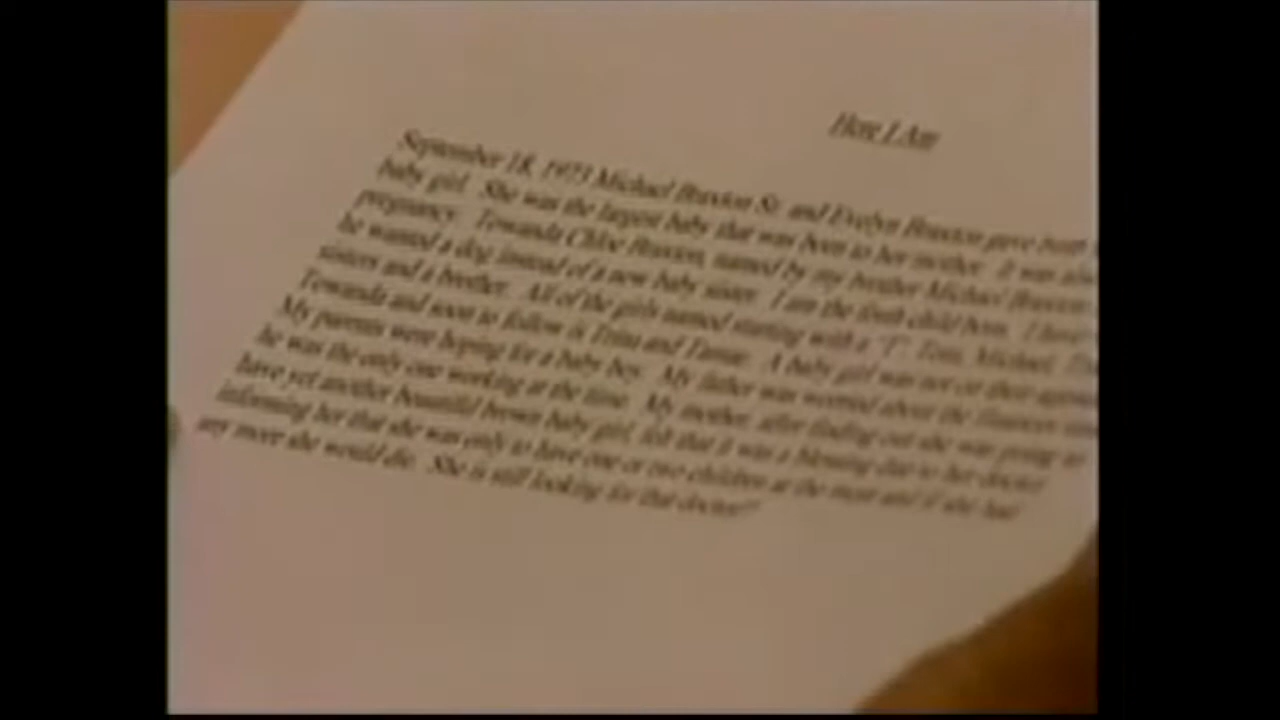 Here I Am
September 18, 1973 Michael Braxton Sr. and Evelyn Braxton gave birth
baby girl. She was the largest baby that was born to her mother. It was also
pregnancy. Towanda Chloe Braxton, named by my brother Michael Braxton
he wanted a dog instead of a new baby sister. I am the forth child born. I have
sisters and a brother. All of the girls named starting with a "T". Toni, Michael,
Towanda and soon to follow is Trina and Tamar. A baby girl was not on their
My parents were hoping for a baby boy. My father was worried about the finances
he was the only one working at the time. My mother, after finding out she was going to
have yet another beautiful brown baby girl, felt that it was a blessing due to her doctor
informing her that she was only to have one or two children at the most and if she had
any more she would die. She is still looking for that doctor!"